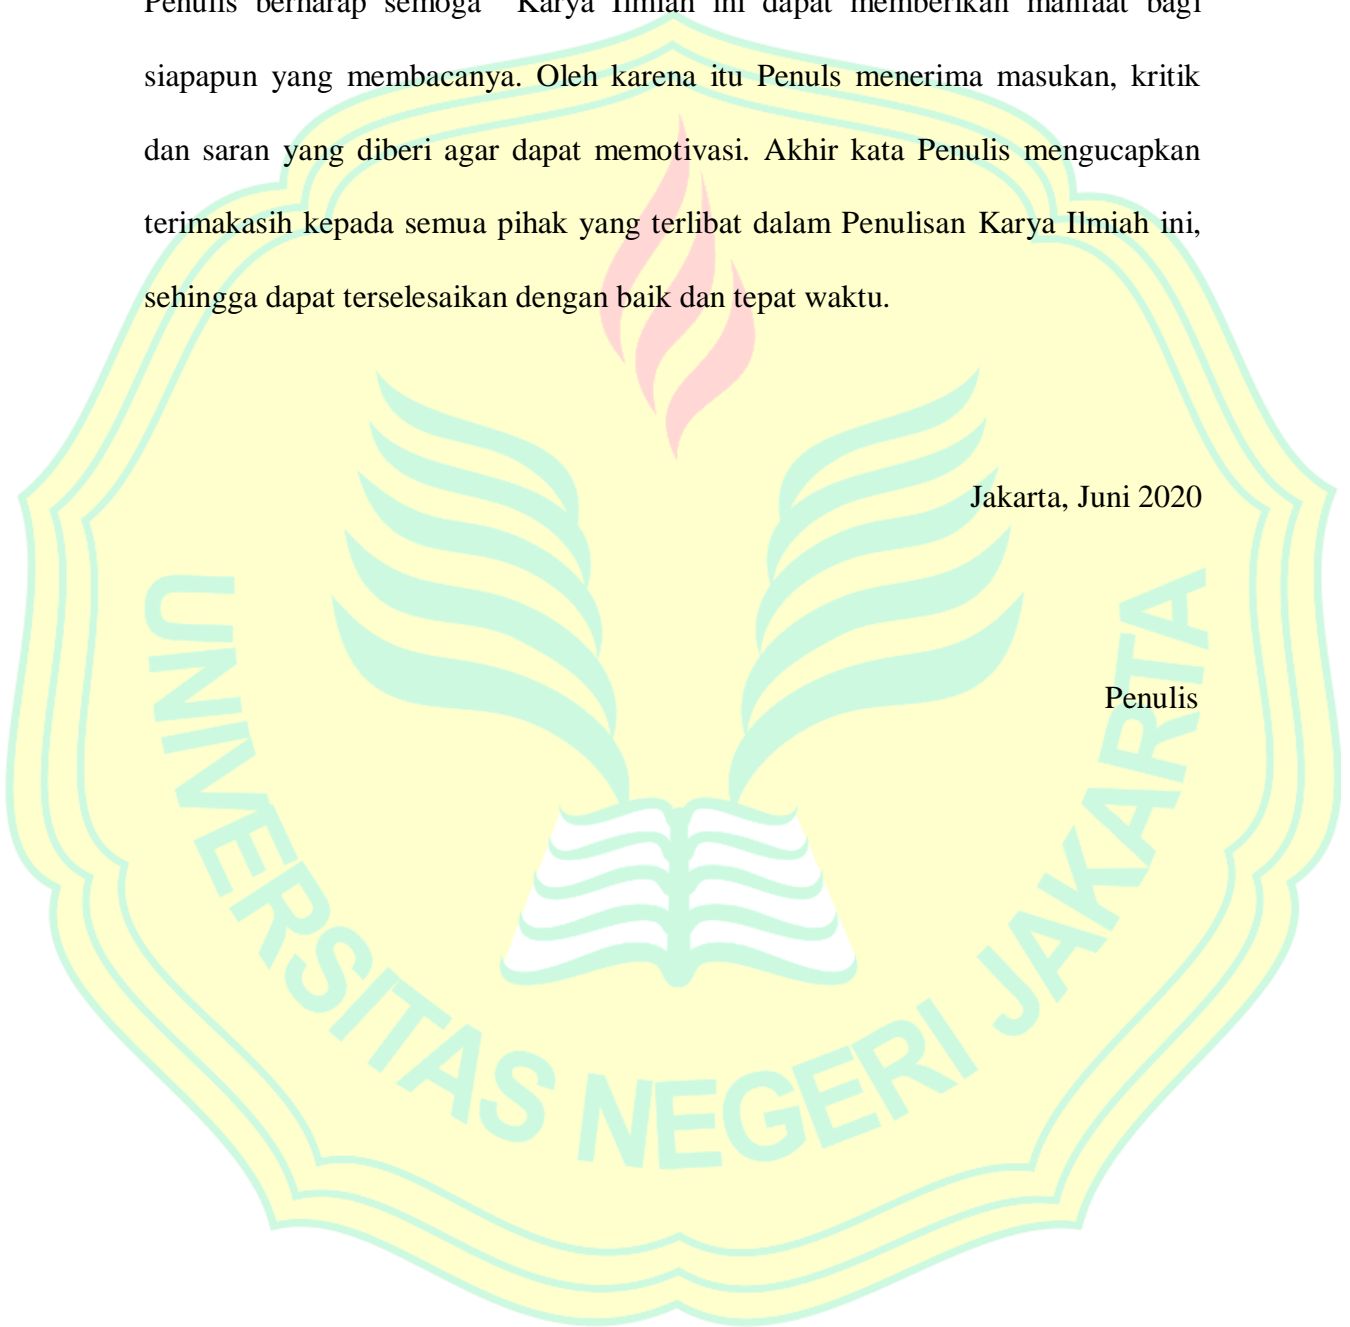 Penulis berharap semoga Karya Ilmiah ini dapat memberikan manfaat bagi
siapapun yang membacanya. Oleh karena itu Penuls menerima masukan, kritik
dan saran yang diberi agar dapat memotivasi. Akhir kata Penulis mengucapkan
terimakasih kepada semua pihak yang terlibat dalam Penulisan Karya Ilmiah ini,
sehingga dapat terselesaikan dengan baik dan tepat waktu.
Jakarta, Juni 2020
Penulis
UNIVERSITAS NEGERI JAKARTA